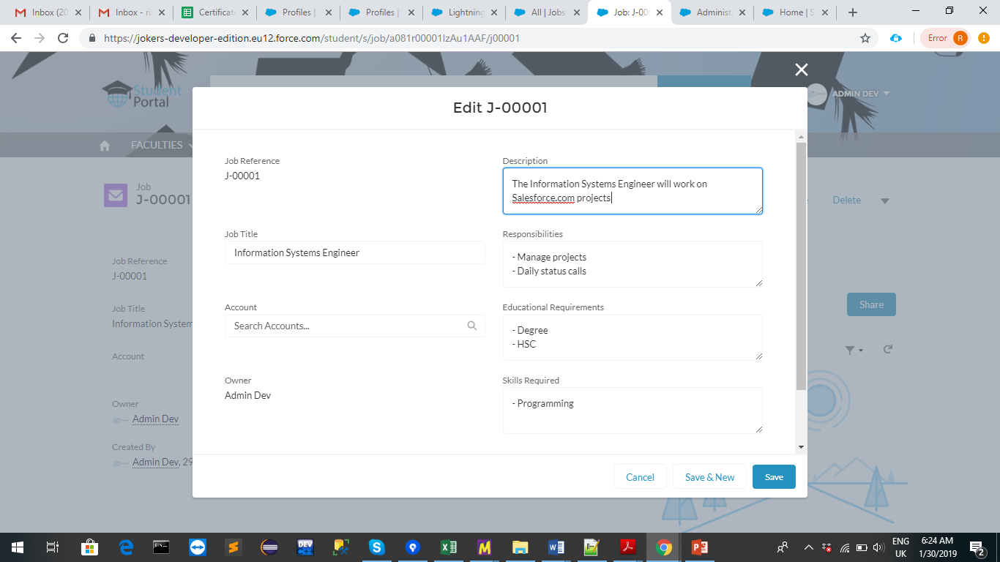 Inbox (20
Inbox - ri
Certificate
Profiles |
Profiles |
Lightning
All | Jobs
Job: J-00
Administ
Home | S
https://jokers-developer-edition.eu12.force.com/student/s/job/a081r00001IzAu1AAF/j00001
Error
R
Student
Portal
ADMIN DEV
FACULTIES
Job
J-00001
Delete
Job Reference
J-00001
Job Title
Information System
Account
Owner
Admin Dev
Created By
Admin Dev, 29
Share
Edit J-00001
Job Reference
J-00001
Description
The Information Systems Engineer will work on
Salesforce.com projects
Job Title
Information Systems Engineer
Responsibilities
- Manage projects
- Daily status calls
Account
Search Accounts...
Educational Requirements
- Degree
- HSC
Owner
Admin Dev
Skills Required
- Programming
Cancel
Save & New
Save
ENG
UK
6:24 AM
1/30/2019
2